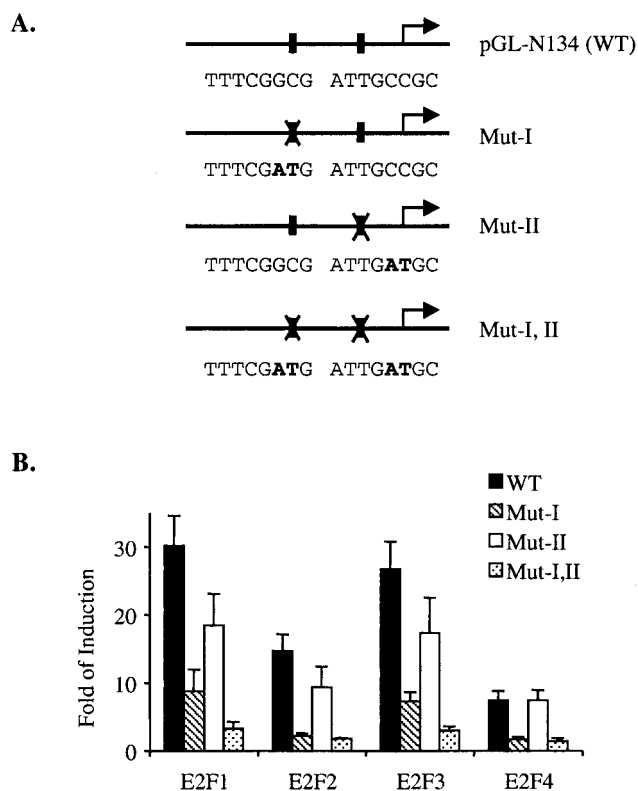 A.
pGL-N134 (WT)
TTTCGGCG ATTGCCGC
Mut-I
TTTCGATG ATTGCCGC
Mut-II
TTTCGGCG ATTGATGC
Mut-I, II
TTTCGATG ATTGATGC
B.
WT
Mut-I
Mut-II
Mut-I,II
Fold of Induction
30
20
10
0
E2F1 E2F2 E2F3 E2F4